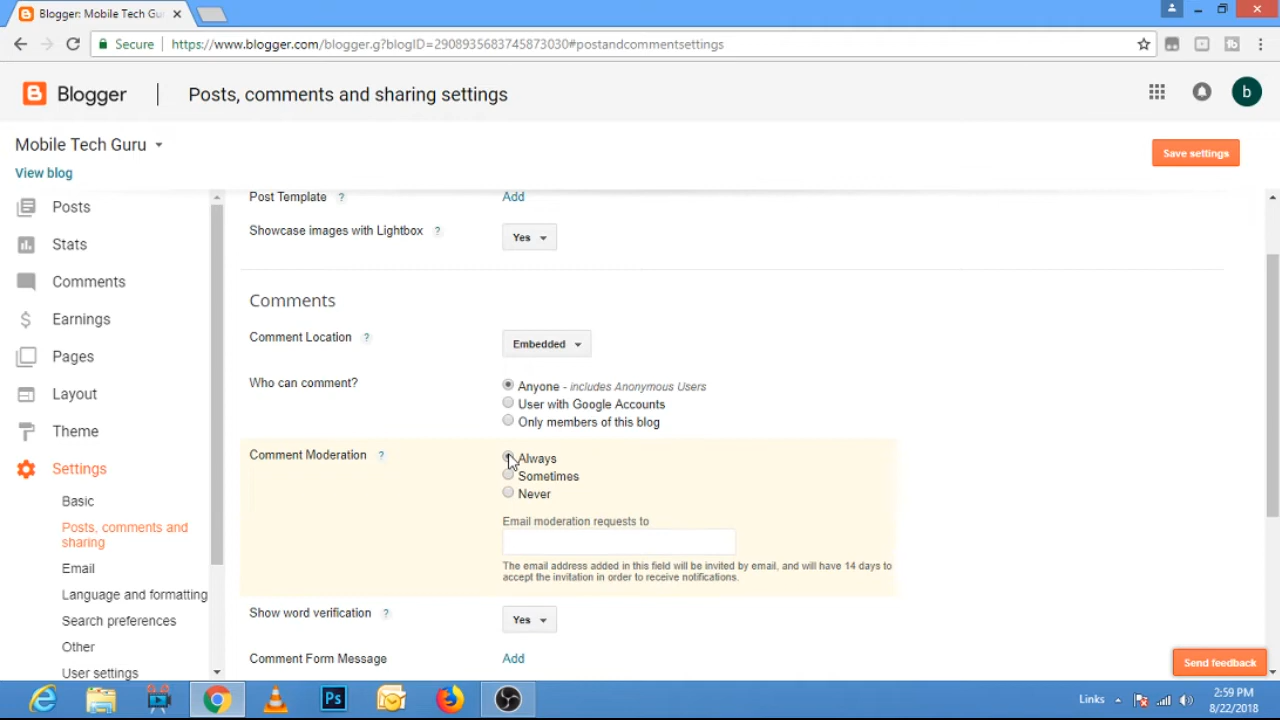 Blogger: Mobile Tech Gu
Secure
https://www.blogger.com/blogger.g?blogID=2908935683745873030#postandcommentsettings
Blogger
Posts, comments and sharing settings
b
Mobile Tech Guru
View blog
Save settings
Posts
Stats
Comments
Earnings
Pages
Layout
Theme
Settings
Basic
Posts, comments and
sharing
Email
Language and formatting
Search preferences
Other
User settings
Post Template ?
Add
Showcase images with Lightbox ?
Yes
Comments
Comment Location ?
Embedded
Who can comment?
Anyone - includes Anonymous Users
User with Google Accounts
Only members of this blog
Comment Moderation ?
Always
Sometimes
Never
Email moderation requests to
The email address added in this field will be invited by email, and will have 14 days to
accept the invitation in order to receive notifications.
Show word verification ?
Yes
Comment Form Message
Add
Send feedback
Ps
Links
2:59 PM
8/22/2018